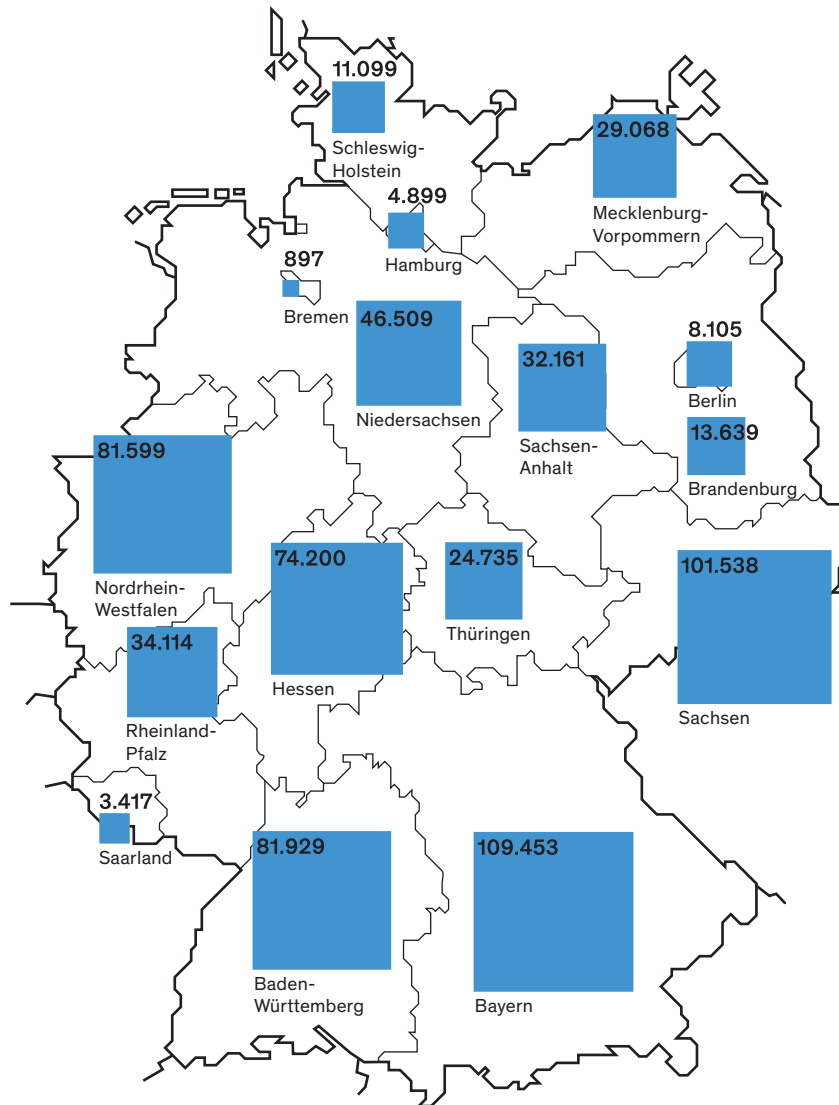 11.099
Schleswig-
Holstein
29.068
Mecklenburg-
Vorpommern
4.899
Hamburg
897
Bremen
46.509
Niedersachsen
32.161
Sachsen-
Anhalt
8.105
Berlin
13.639
Brandenburg
81.599
Nordrhein-
Westfalen
74.200
Hessen
24.735
Thüringen
101.538
Sachsen
34.114
Rheinland-
Pfalz
3.417
Saarland
81.929
Baden-
Württemberg
109.453
Bayern